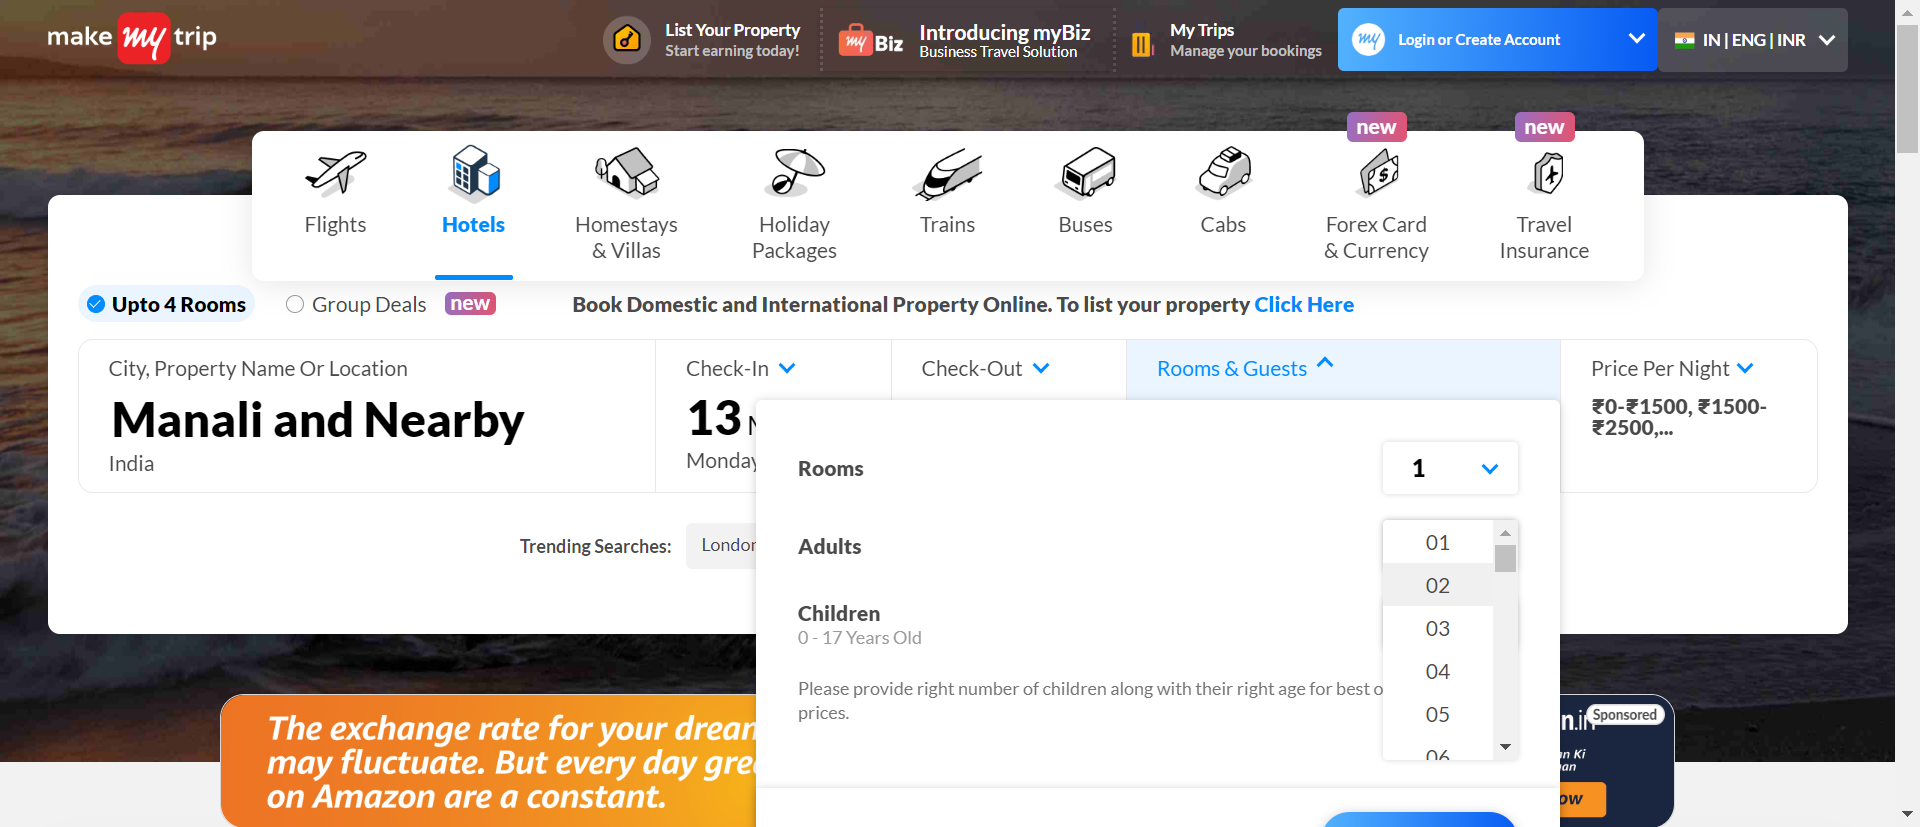 make my trip
List Your Property
Start earning today!
my Biz
Introducing myBiz
Business Travel Solution
My Trips
Manage your bookings
my
Login or Create Account
IN | ENG | INR
new
new
Flights
Hotels
Homestays
& Villas
Holiday
Packages
Trains
Buses
Cabs
Forex Card
& Currency
Travel
Insurance
Upto 4 Rooms
Group Deals
new
Book Domestic and International Property Online. To list your property Click Here
City, Property Name Or Location
Manali and Nearby
India
Check-In
13
Monday
Check-Out
Rooms & Guests
Price Per Night
₹0-₹1500, ₹1500-
₹2500,...
Rooms
1
Adults
01
02
03
04
05
06
Children
0 - 17 Years Old
Please provide right number of children along with their right age for best
prices.
Trending Searches:
London
The exchange rate for your dream
may fluctuate. But every day
on Amazon are a constant.
Sponsored